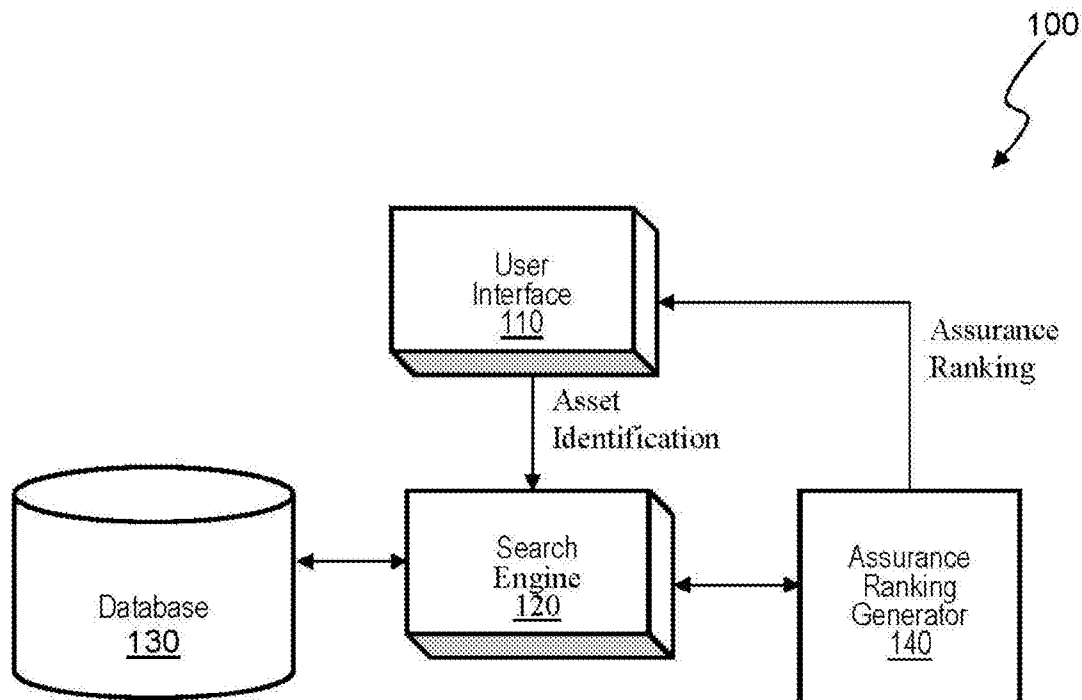 100
User
Interface
110
Assurance
Ranking
Asset
Identification
Database
130
Search
Engine
120
Assurance
Ranking
Generator
140